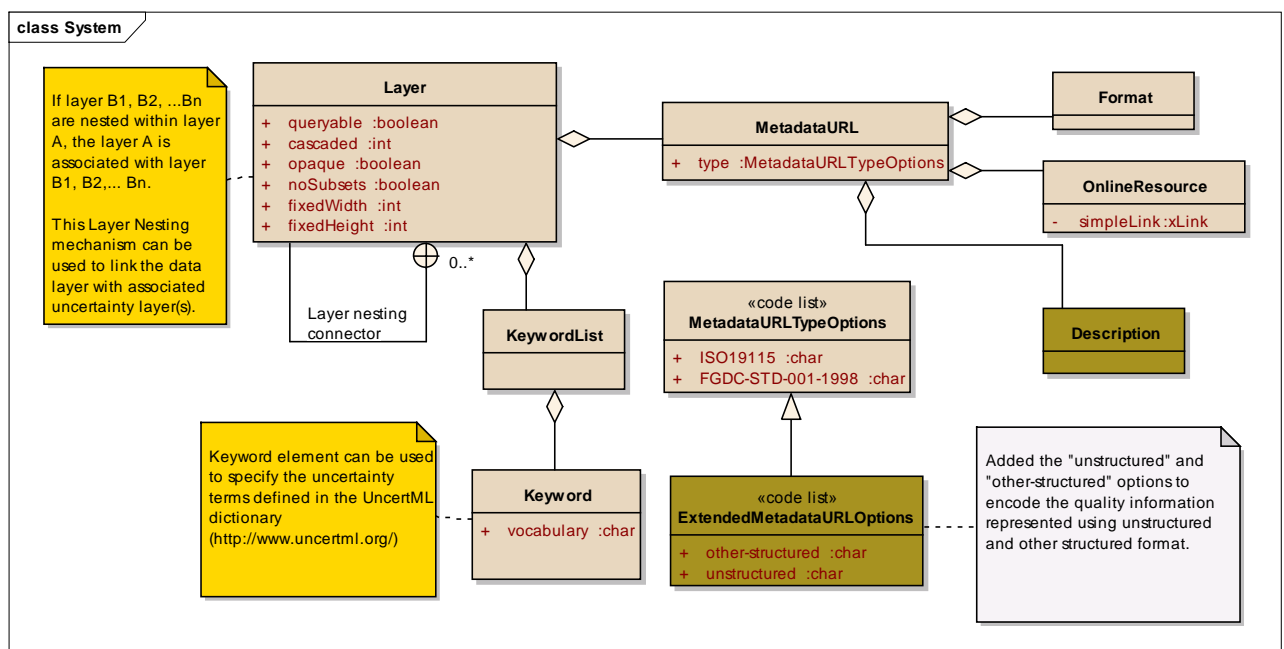 class System
If layer B1, B2, ...Bn
are nested within layer
A, the layer A is
associated with layer
B1, B2,... Bn.
This Layer Nesting
mechanism can be
used to link the data
layer with associated
uncertainty layer(s).
Layer
+ queryable :boolean
+ cascaded :int
+ opaque :boolean
+ noSubsets :boolean
+ fixedWidth :int
+ fixedHeight :int
0..*
Layer nesting
connector
MetadataURL
+ type :MetadataURLTypeOptions
Format
OnlineResource
- simpleLink :xLink
Description
«code list»
MetadataURLTypeOptions
+ ISO19115 :char
+ FGDC-STD-001-1998 :char
KeywordList
Keyword element can be used
to specify the uncertainty
terms defined in the UncertML
dictionary
(http://www.uncertml.org/)
Keyword
+ vocabulary :char
«code list»
ExtendedMetadataURLOptions
+ other-structured :char
+ unstructured :char
Added the "unstructured" and
"other-structured" options to
encode the quality information
represented using unstructured
and other structured format.